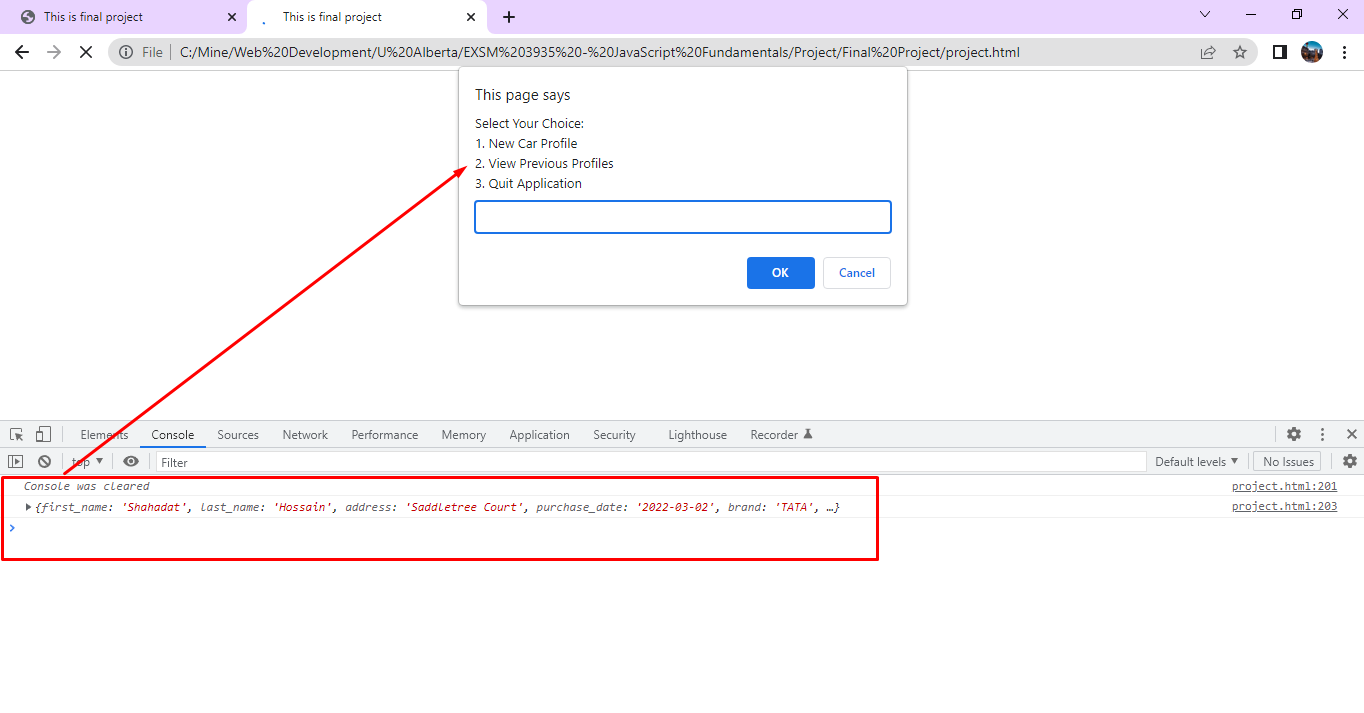 This is final project
This is final project
File
C:/Mine/Web%20Development/U%20Alberta/EXSM%203935%20-%20JavaScript%20Fundamentals/Project/Final%20Project/project.html
This page says
Select Your Choice:
1. New Car Profile
2. View Previous Profiles
3. Quit Application
OK Cancel
Elements Console Sources Network Performance Memory Application Security Lighthouse Recorder
top Filter Default levels No Issues
Console was cleared project.html:201
{first_name: 'Shahadat', last_name: 'Hossain', address: 'Saddletree Court', purchase_date: '2022-03-02', brand: 'TATA', …} project.html:203